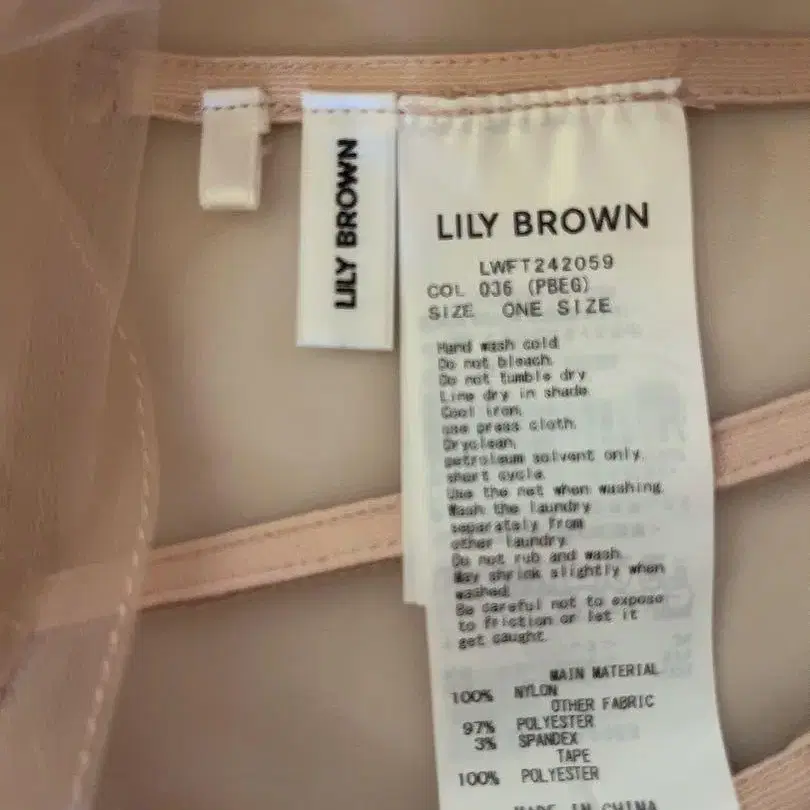 LILY BROWN
LILY BROWN
LWFT242059
COL 036 (PBEG)
SIZE ONE SIZE
Hand wash cold
Do not bleach.
Do not tumble dry
Line dry in shade
Cool iron,
use press cloth.
Dryclean,
petroleum solvent only.
short cycle.
Use the net when washing.
Wash the laundry
separately from
other laundry.
Do not rub and wash.
May shrink slightly when
washed.
Be careful not to expose
to friction or let it
get caught.
MAIN MATERIAL
100% NYLON
OTHER FABRIC
97% POLYESTER
3% SPANDEX
TAPE
100% POLYESTER
MADE IN CHINA